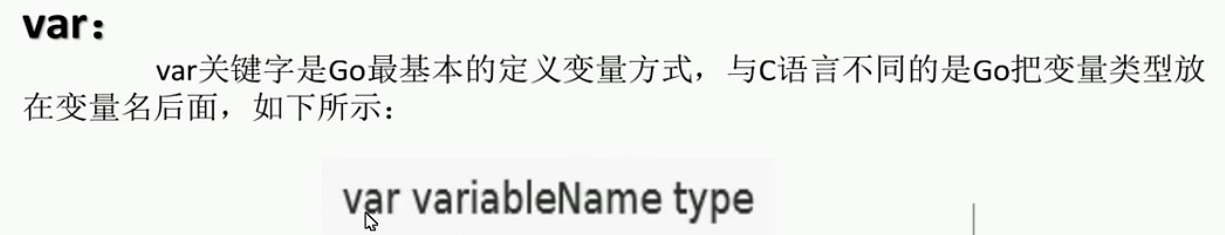 var：
var关键字是Go最基本的定义变量方式，与C语言不同的是Go把变量类型放
在变量名后面，如下所示：
var variableName type